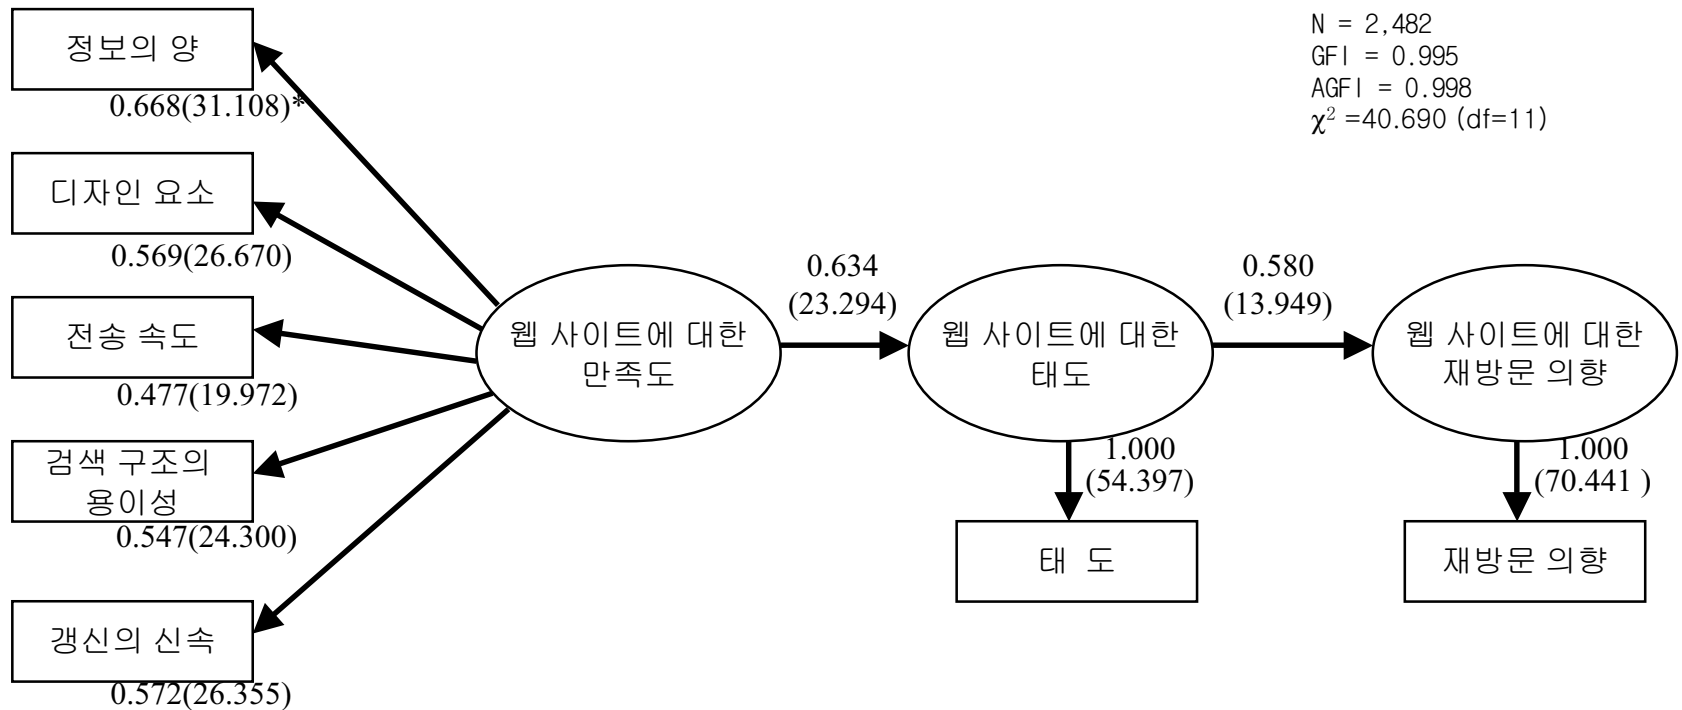 정보의 양
0.668(31.108)*
디자인 요소
0.569(26.670)
전송 속도
0.477(19.972)
검색 구조의
용이성
0.547(24.300)
갱신의 신속
0.572(26.355)
웹 사이트에 대한
만족도
0.634
(23.294)
웹 사이트에 대한
태도
1.000
(54.397)
태 도
0.580
(13.949)
웹 사이트에 대한
재방문 의향
1.000
(70.441 )
재방문 의향
N = 2,482
GFI = 0.995
AGFI = 0.998
χ² =40.690 (df=11)